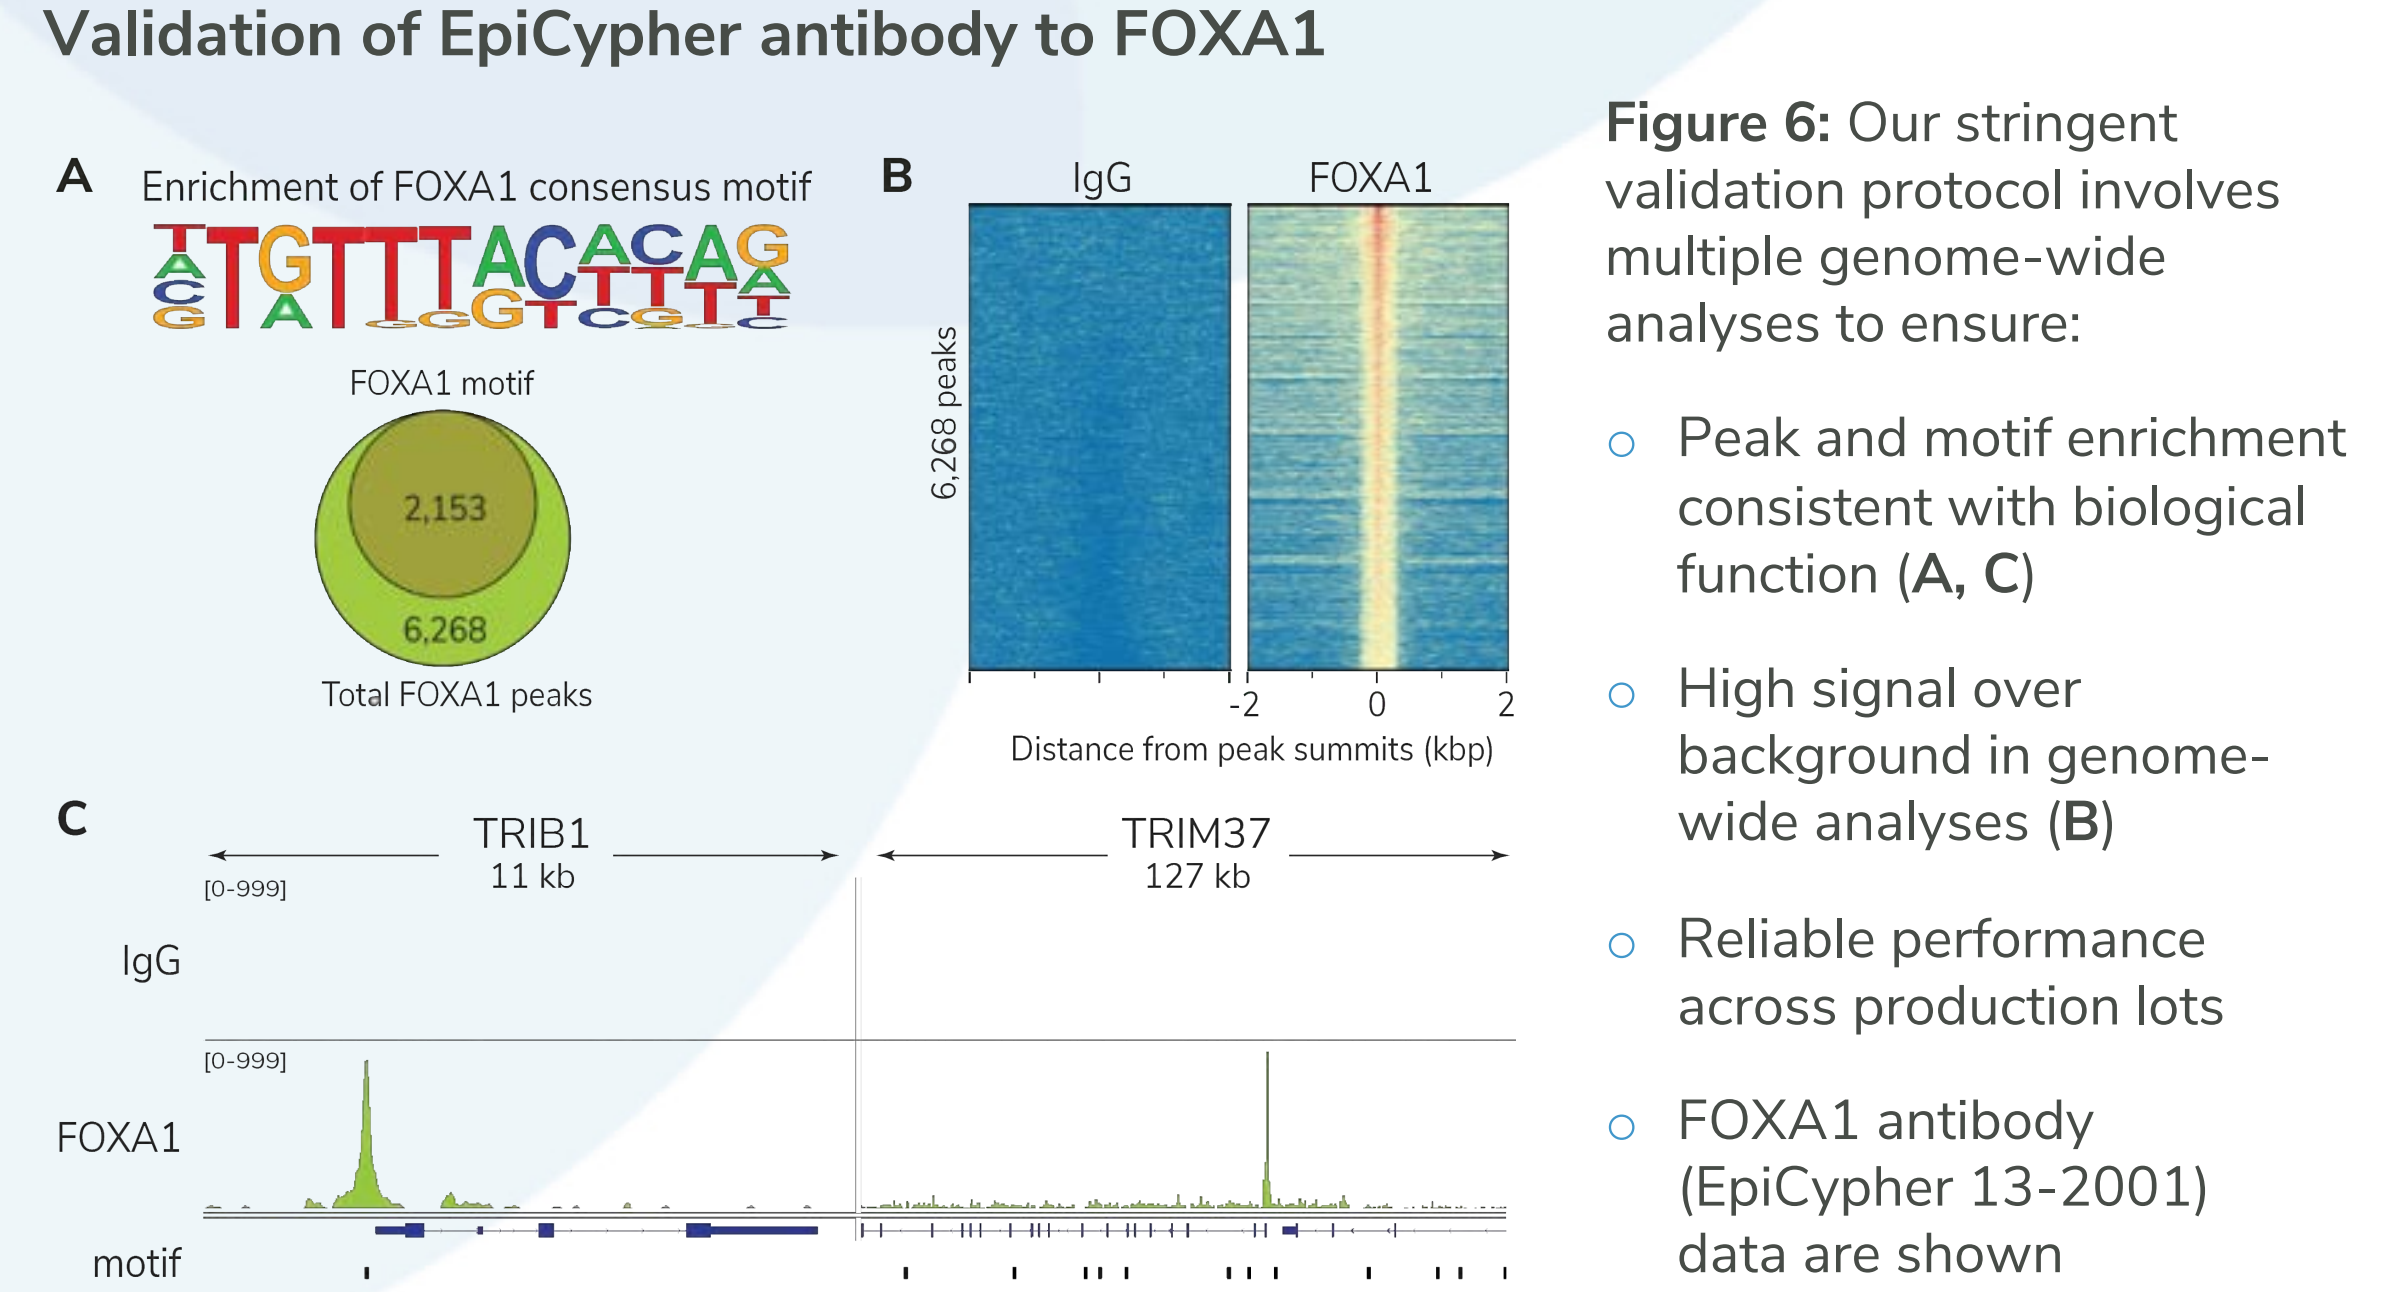 Validation of EpiCypher antibody to FOXA1
A
Enrichment of FOXA1 consensus motif
T
A
C
G
T
G
A
T
T
G
T
G
A
G
C
T
A
T
C
C
T
G
A
T
G
A
T
C
FOXA1 motif
2,153
6,268
Total FOXA1 peaks
B
IgG
FOXA1
6,268 peaks
-2
0
2
Distance from peak summits (kbp)
C
TRIB1
11 kb
TRIM37
127 kb
[0-999]
IgG
[0-999]
FOXA1
motif
Figure 6: Our stringent
validation protocol involves
multiple genome-wide
analyses to ensure:
Peak and motif enrichment
consistent with biological
function (A, C)
High signal over
background in genome-
wide analyses (B)
Reliable performance
across production lots
FOXA1 antibody
(EpiCypher 13-2001)
data are shown